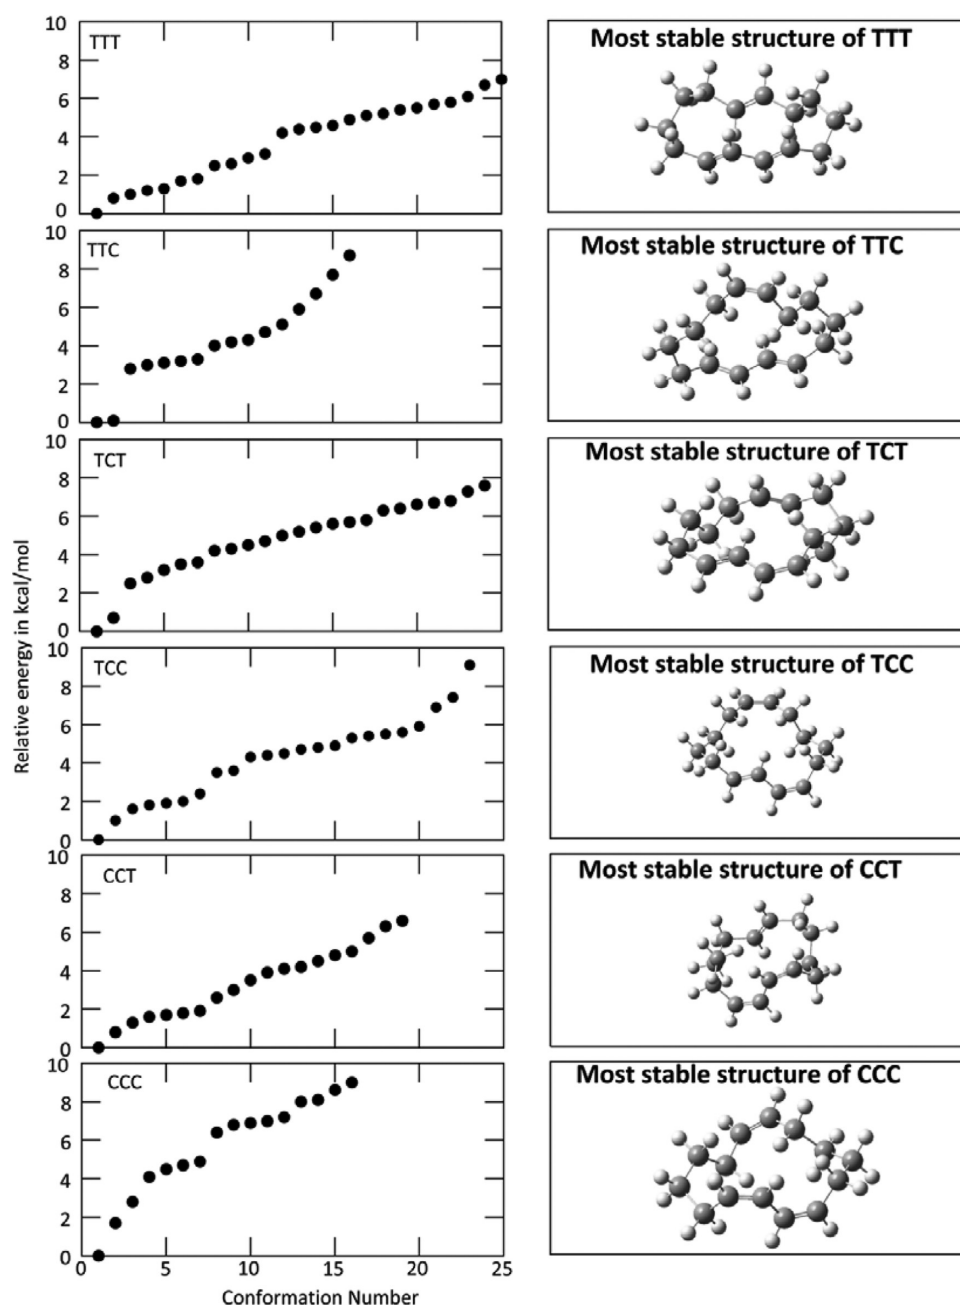 10
TTT
8
6
4
2
0
Most stable structure of TTT
10
TTC
8
6
4
2
0
Most stable structure of TTC
10
TCT
8
6
4
2
0
Most stable structure of TCT
10
TCC
8
6
4
2
0
Most stable structure of TCC
10
CCT
8
6
4
2
0
Most stable structure of CCT
10
CCC
8
6
4
2
0
Most stable structure of CCC
0 5 10 15 20 25
Conformation Number
Relative energy in kcal/mol